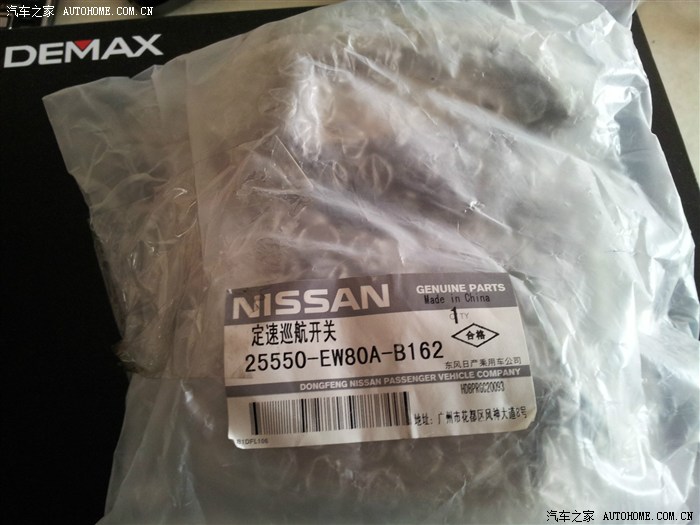 汽车之家 AUTOHOME.COM.CN
DEMAX
NISSAN
GENUINE PARTS
Made in China
定速巡航开关
1
Q'TY
合格
25550-EW80A-B162
东风日产乘用车公司
DONGFENG NISSAN PASSENGER VEHICLE COMPANY
HDBPRGC20093
地址: 广州市花都区风神大道8号
汽车之家 AUTOHOME.COM.CN